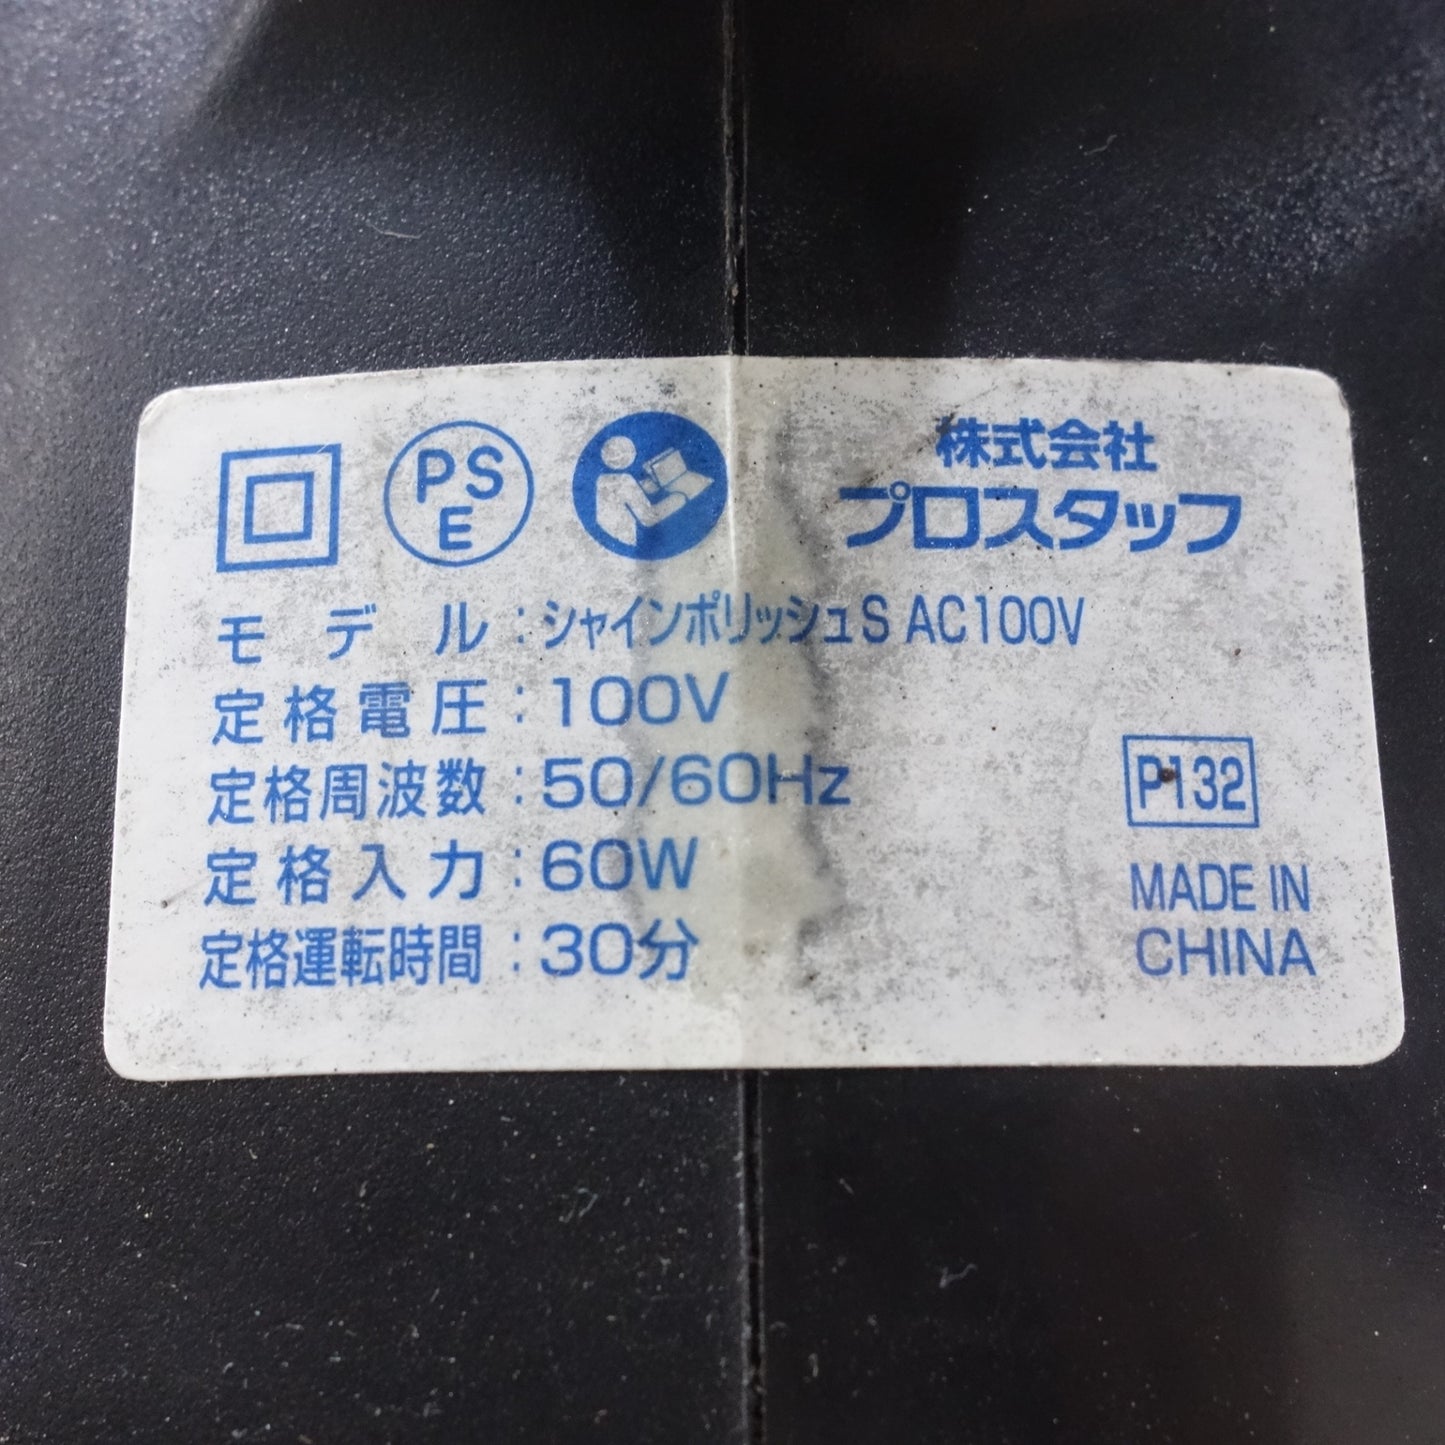 PS
E
株式会社
プロスタッフ
モデル：シャインポリッシュS AC100V
定格電圧：100V
定格周波数：50/60Hz
定格入力：60W
定格運転時間：30分
P132
MADE IN
CHINA